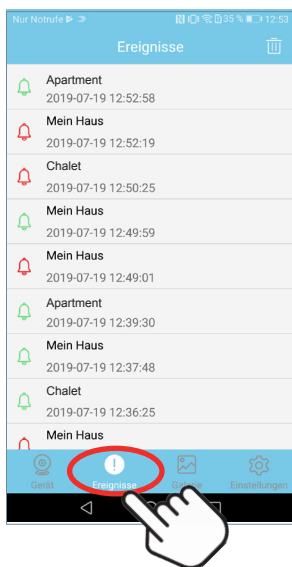 Nur Notrufe 35 % 12:53
Ereignisse
Apartment
2019-07-19 12:52:58
Mein Haus
2019-07-19 12:52:19
Chalet
2019-07-19 12:50:25
Mein Haus
2019-07-19 12:49:59
Mein Haus
2019-07-19 12:49:01
Apartment
2019-07-19 12:39:30
Mein Haus
2019-07-19 12:37:48
Chalet
2019-07-19 12:36:25
Mein Haus
Gerät Ereignisse Galerie Einstellungen